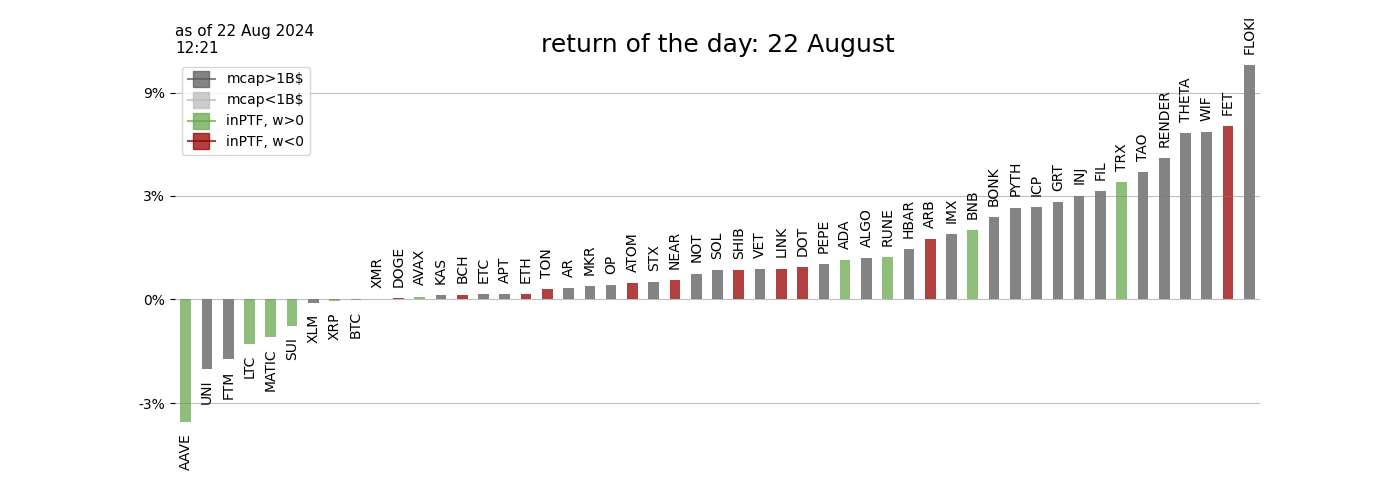 as of 22 Aug 2024
12:21
return of the day: 22 August
mcap>1B$
mcap<1B$
inPTF, w>0
inPTF, w<0
9%
3%
0%
-3%
AAVE
UNI
FTM
LTC
MATIC
SUI
XLM
XRP
BTC
XMR
DOGE
AVAX
KAS
BCH
ETC
APT
ETH
TON
AR
MKR
OP
ATOM
STX
NEAR
NOT
SOL
SHIB
VET
LINK
DOT
PEPE
ADA
ALGO
RUNE
HBAR
ARB
IMX
BNB
BONK
PYTH
ICP
GRT
INJ
FIL
TRX
TAO
RENDER
THETA
WIF
FET
FLOKI